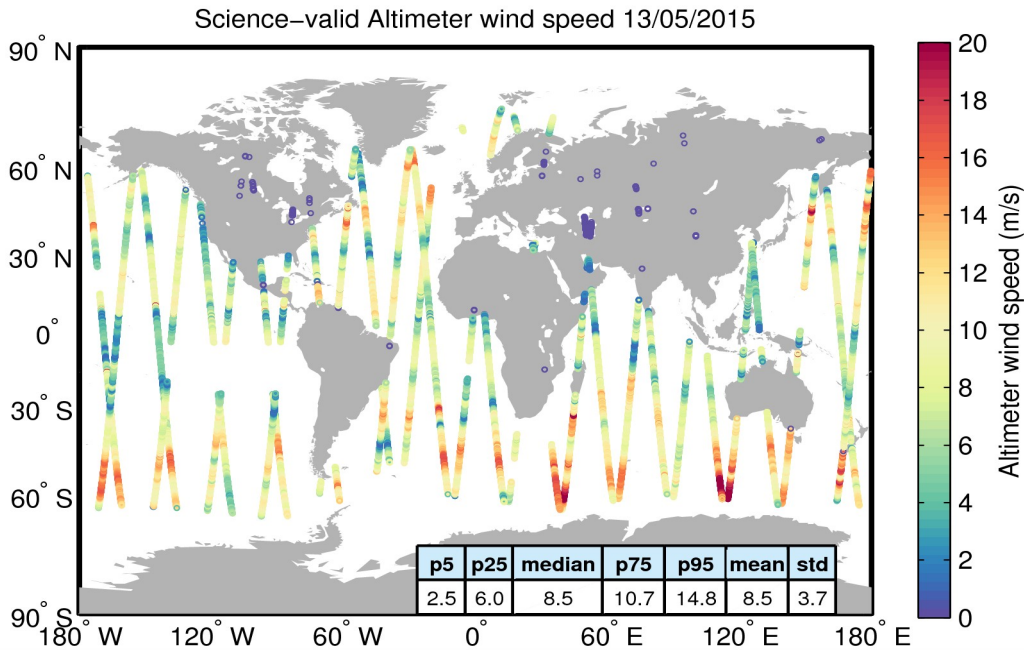 Science−valid Altimeter wind speed 13/05/2015
90° N
60° N
30° N
0°
30° S
60° S
90° S
180° W
120° W
60° W
0°
60° E
120° E
180° E
p5 p25 median p75 p95 mean std
2.5 6.0 8.5 10.7 14.8 8.5 3.7
20
18
16
14
12
10
8
6
4
2
0
Altimeter wind speed (m/s)